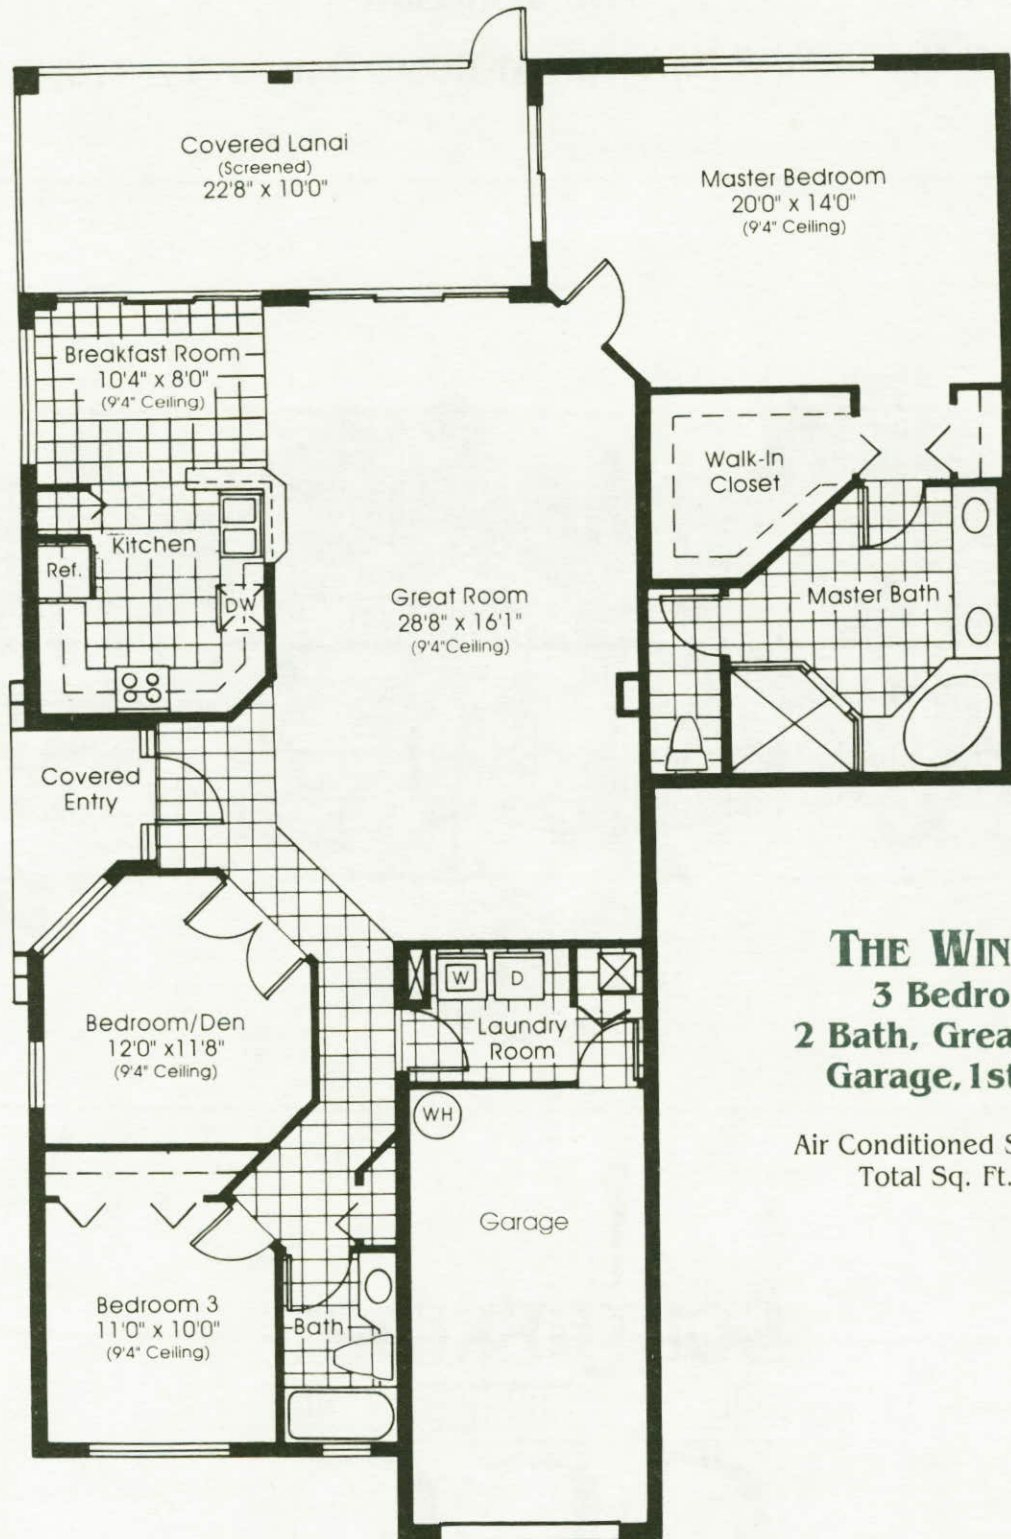 Covered Lanai
(Screened)
22'8" x 10'0"
Master Bedroom
20'0" x 14'0"
(9'4" Ceiling)
Breakfast Room
10'4" x 8'0"
(9'4" Ceiling)
Walk-In
Closet
Kitchen
Ref.
DW
Great Room
28'8" x 16'1"
(9'4"Ceiling)
Master Bath
Covered
Entry
W
D
Laundry
Room
Bedroom/Den
12'0" x11'8"
(9'4" Ceiling)
WH
Garage
Bedroom 3
11'0" x 10'0"
(9'4" Ceiling)
Bath
THE WIN
3 Bedro
2 Bath, Grea
Garage, 1st
Air Conditioned S
Total Sq. Ft.